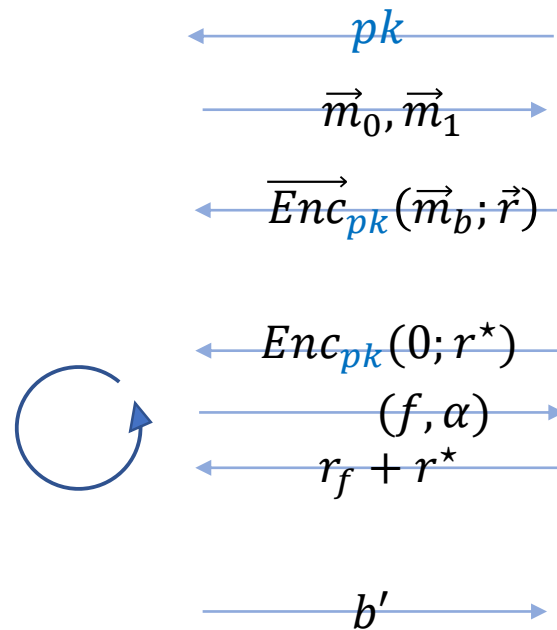 pk
m⃗₀, m⃗₁
Enc⃗_pk(m⃗_b; r⃗)
Enc_pk(0; r⋆)
(f, α)
r_f + r⋆
b′